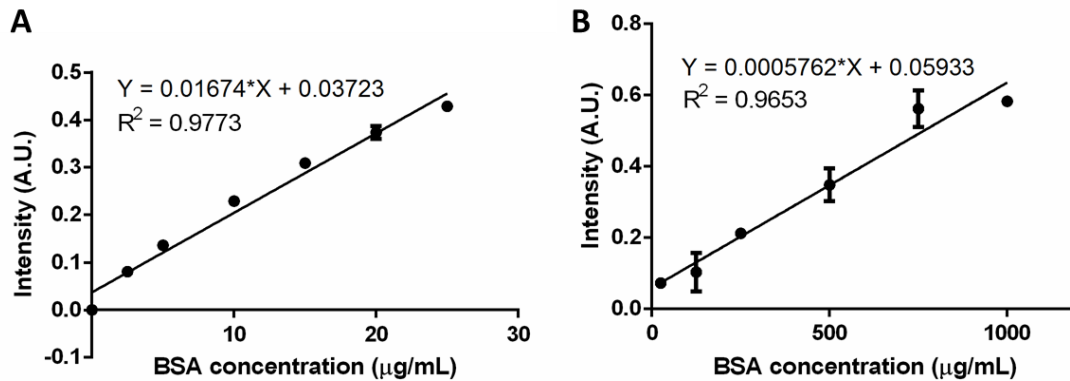 A
Y = 0.01674*X + 0.03723
R² = 0.9773
Intensity (A.U.)
0.5
0.4
0.3
0.2
0.1
0.0
-0.1
0 10 20 30
BSA concentration (μg/mL)
B
Y = 0.0005762*X + 0.05933
R² = 0.9653
Intensity (A.U.)
0.8
0.6
0.4
0.2
0.0
0 500 1000
BSA concentration (μg/mL)